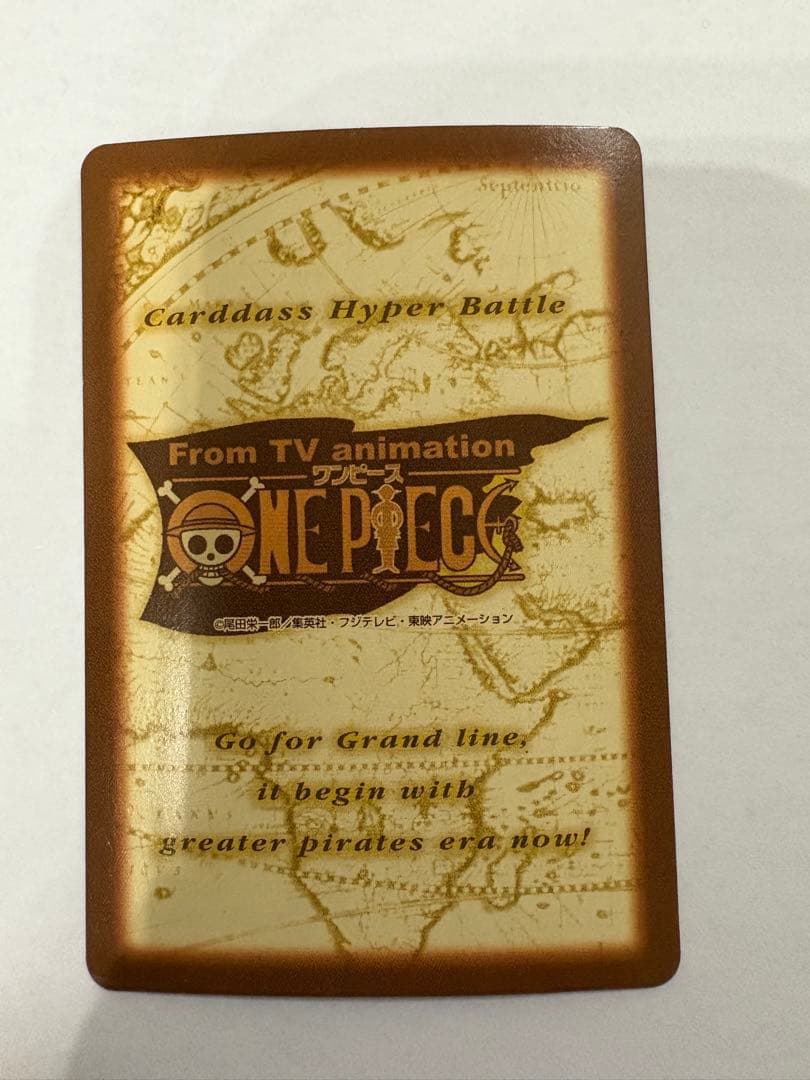 Septentrio
Carddass Hyper Battle
From TV animation
ワンピース
ONE PIECE
©尾田栄一郎/集英社・フジテレビ・東映アニメーション
Go for Grand line,
it begin with
greater pirates era now!